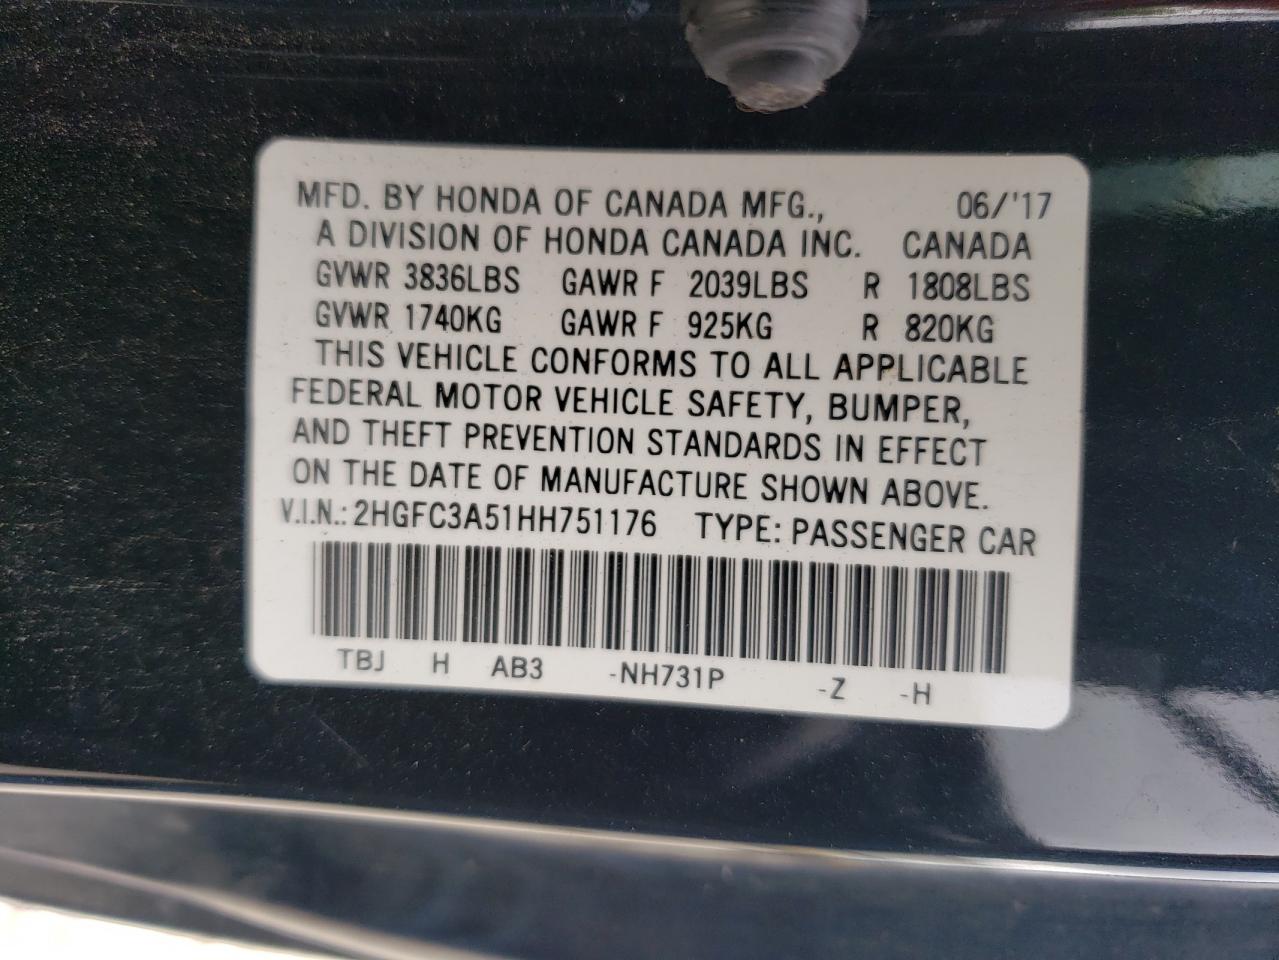 MFD. BY HONDA OF CANADA MFG., 06/'17
A DIVISION OF HONDA CANADA INC. CANADA
GVWR 3836LBS GAWR F 2039LBS R 1808LBS
GVWR 1740KG GAWR F 925KG R 820KG
THIS VEHICLE CONFORMS TO ALL APPLICABLE
FEDERAL MOTOR VEHICLE SAFETY, BUMPER,
AND THEFT PREVENTION STANDARDS IN EFFECT
ON THE DATE OF MANUFACTURE SHOWN ABOVE.
V.I.N.: 2HGFC3A51HH751176 TYPE: PASSENGER CAR
TBJ H AB3 -NH731P -Z -H